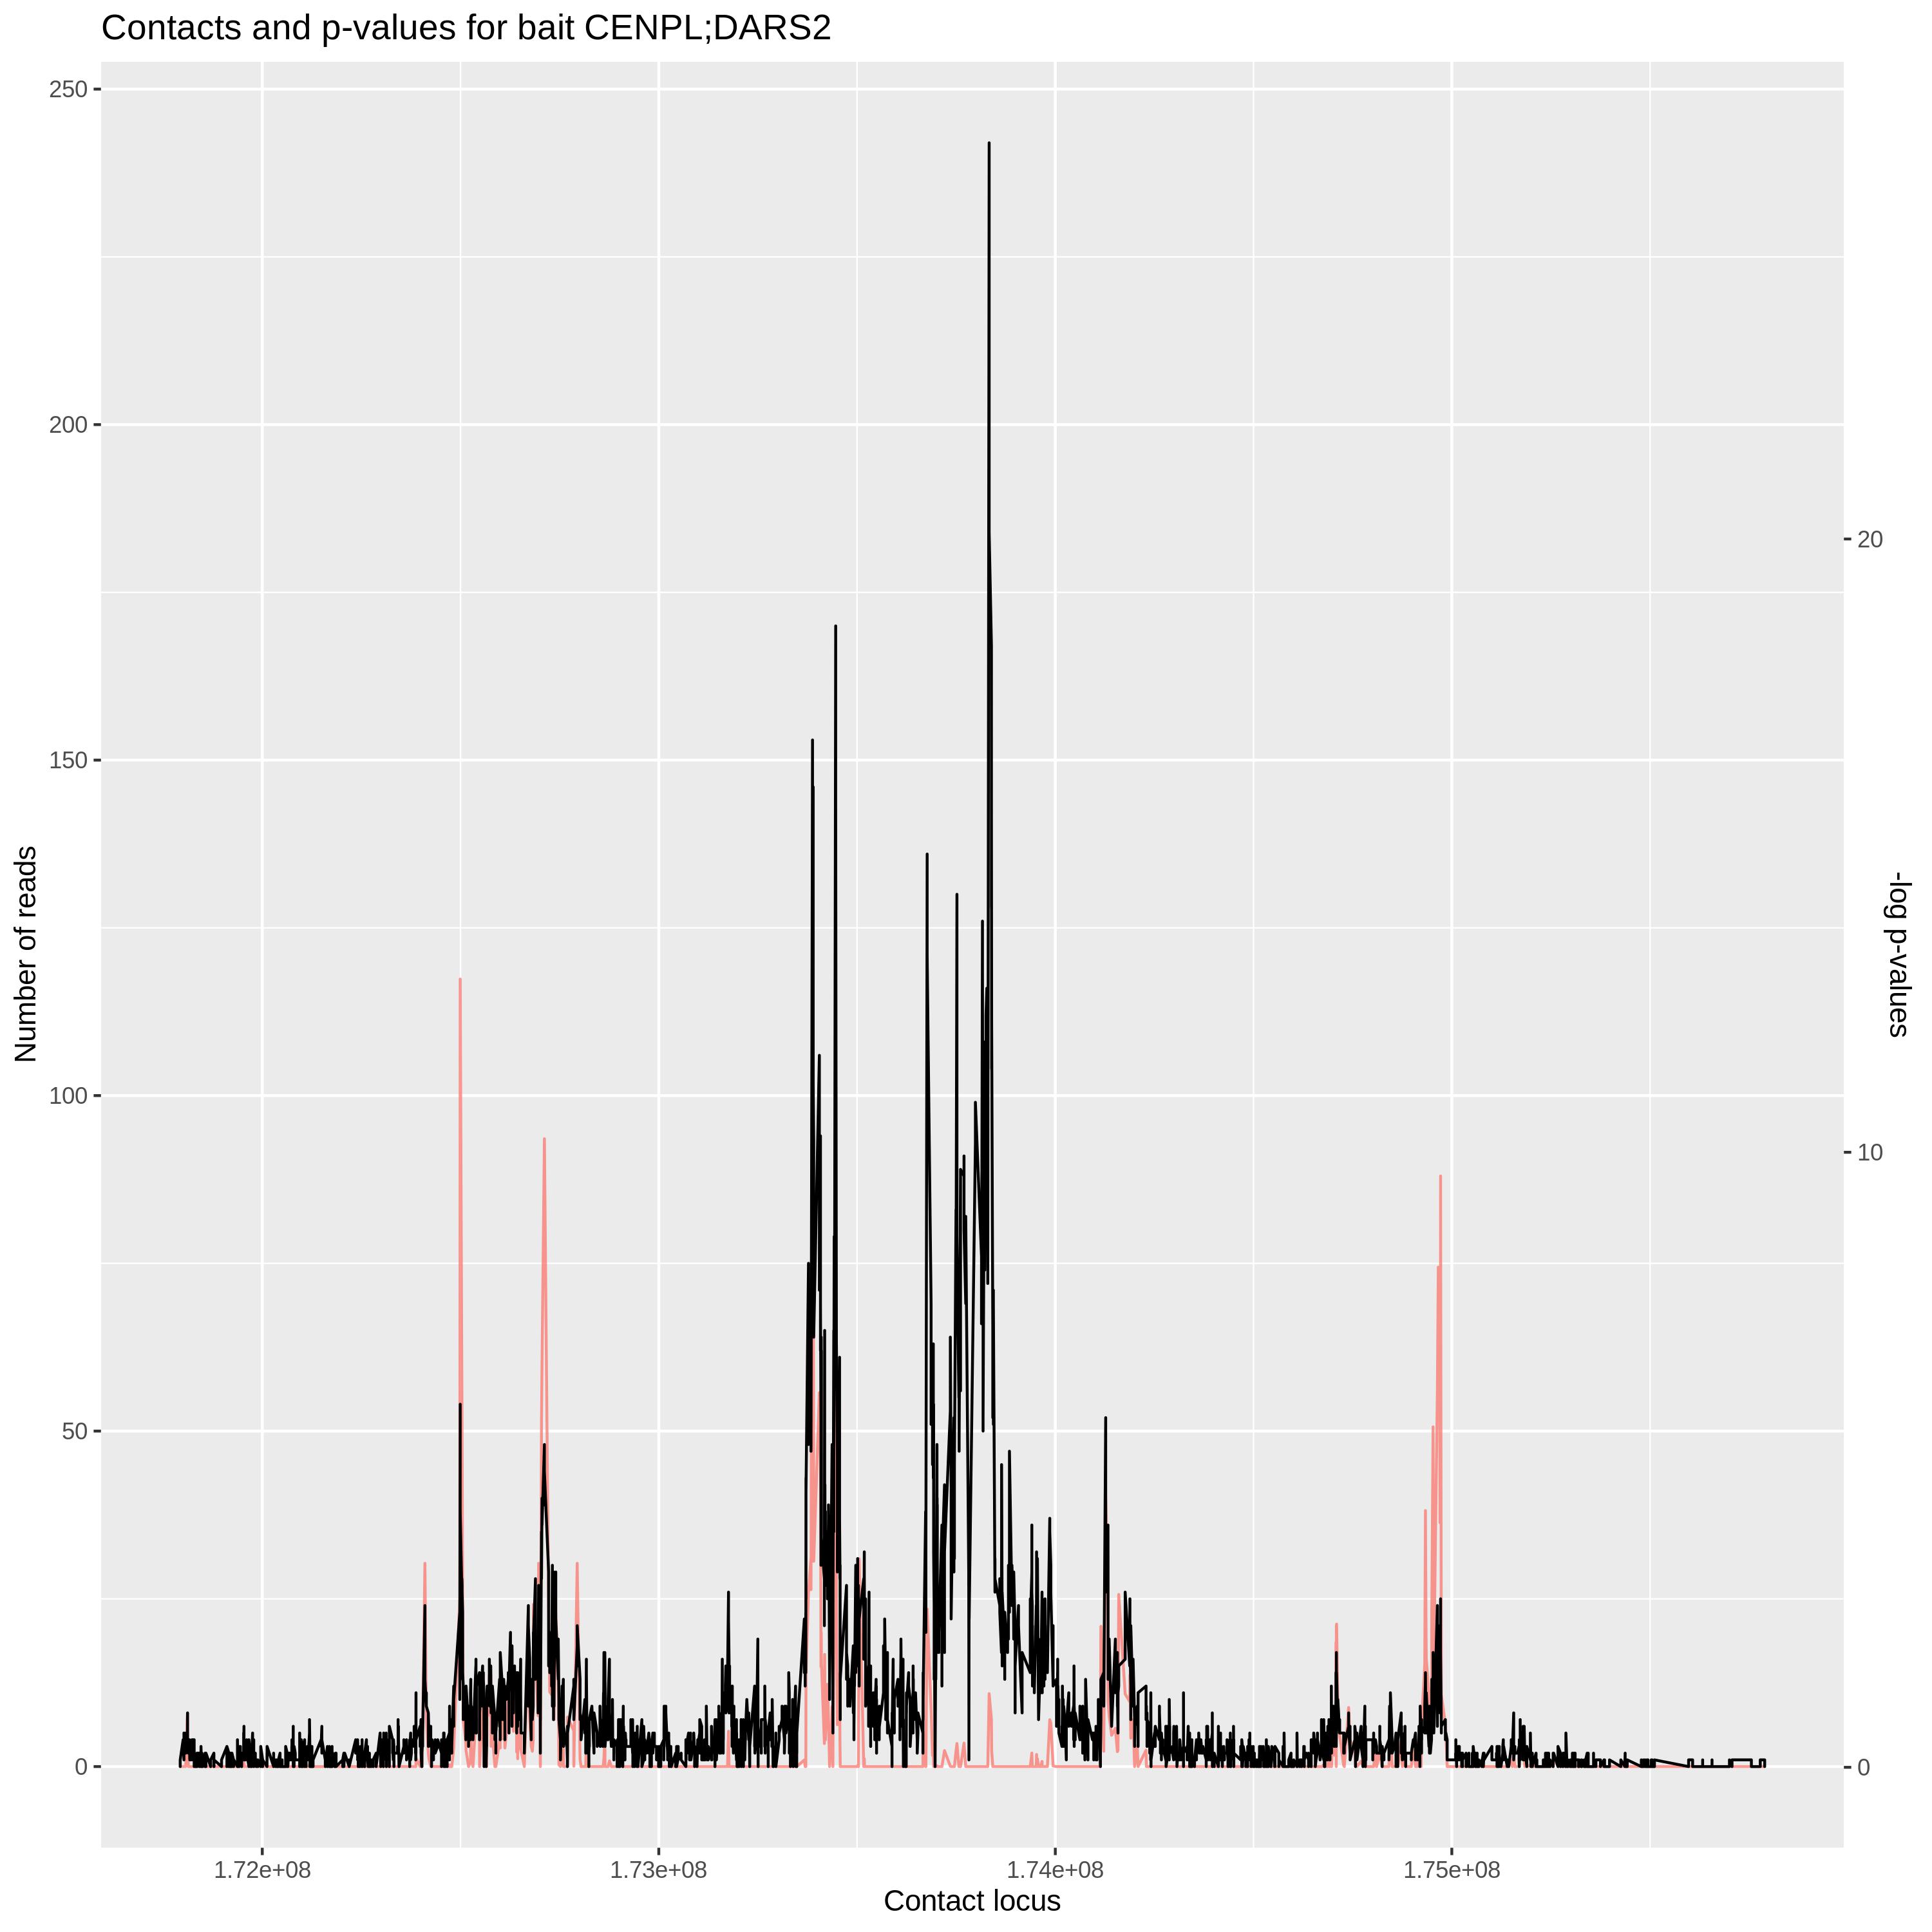 Contacts and p-values for bait CENPL;DARS2
250
200
150
100
50
0
Number of reads
20
10
0
-log p-values
1.72e+08
1.73e+08
1.74e+08
1.75e+08
Contact locus